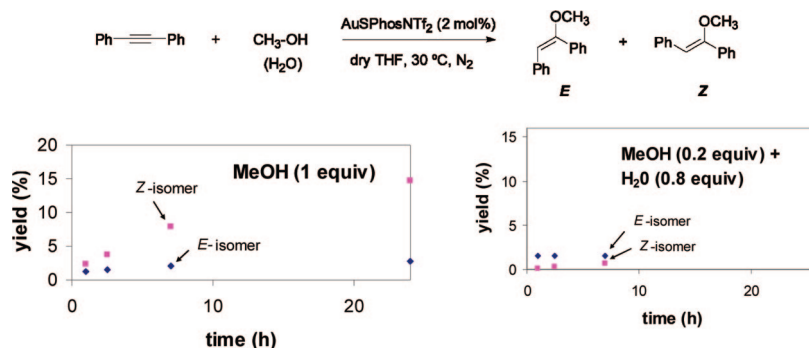 Ph Ph + CH3-OH (H2O) AuSPhosNTf2 (2 mol%) dry THF, 30 ºC, N2 OCH3 Ph Ph E + OCH3 Ph Ph Z
MeOH (1 equiv)
Z-isomer
E-isomer
yield (%)
20
15
10
5
0
0 10 20
time (h)
MeOH (0.2 equiv) +
H20 (0.8 equiv)
E-isomer
Z-isomer
yield (%)
15
10
5
0
0 10 20
time (h)